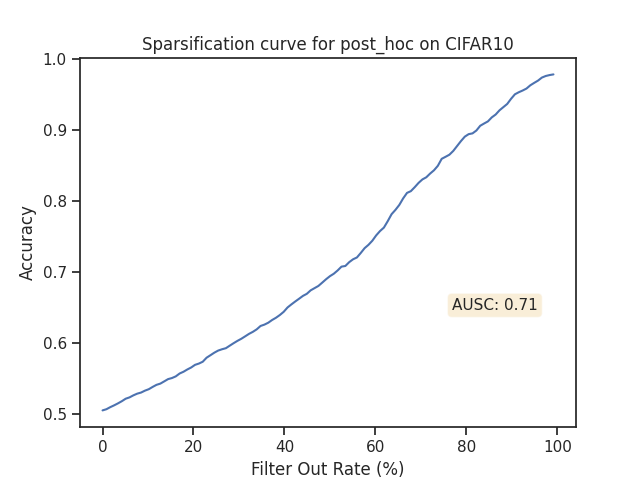 Sparsification curve for post_hoc on CIFAR10
1.0
0.9
0.8
0.7
0.6
0.5
Accuracy
AUSC: 0.71
0 20 40 60 80 100
Filter Out Rate (%)